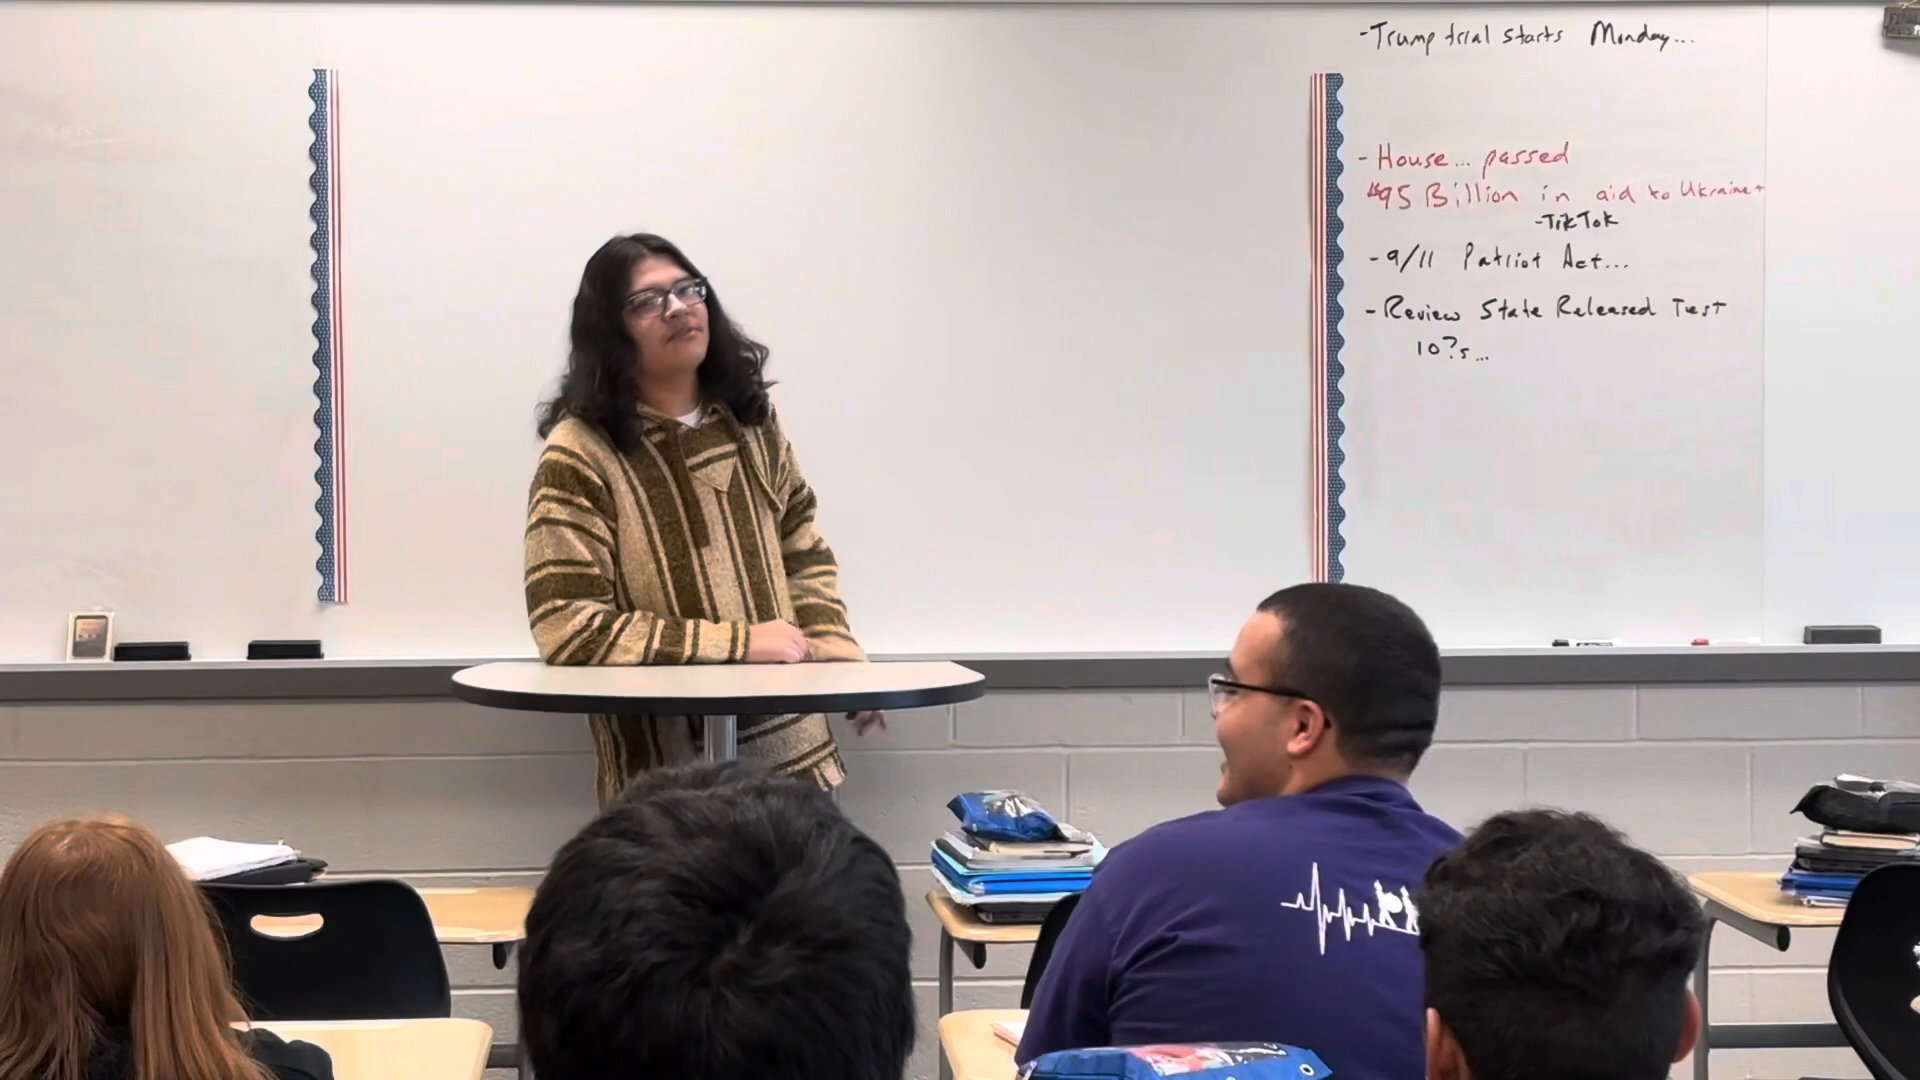 -Trump trial starts Monday...
- House... passed
$95 Billion in aid to Ukraine+
-TikTok
-9/11 Patriot Act...
-Review State Released Test
10?s...